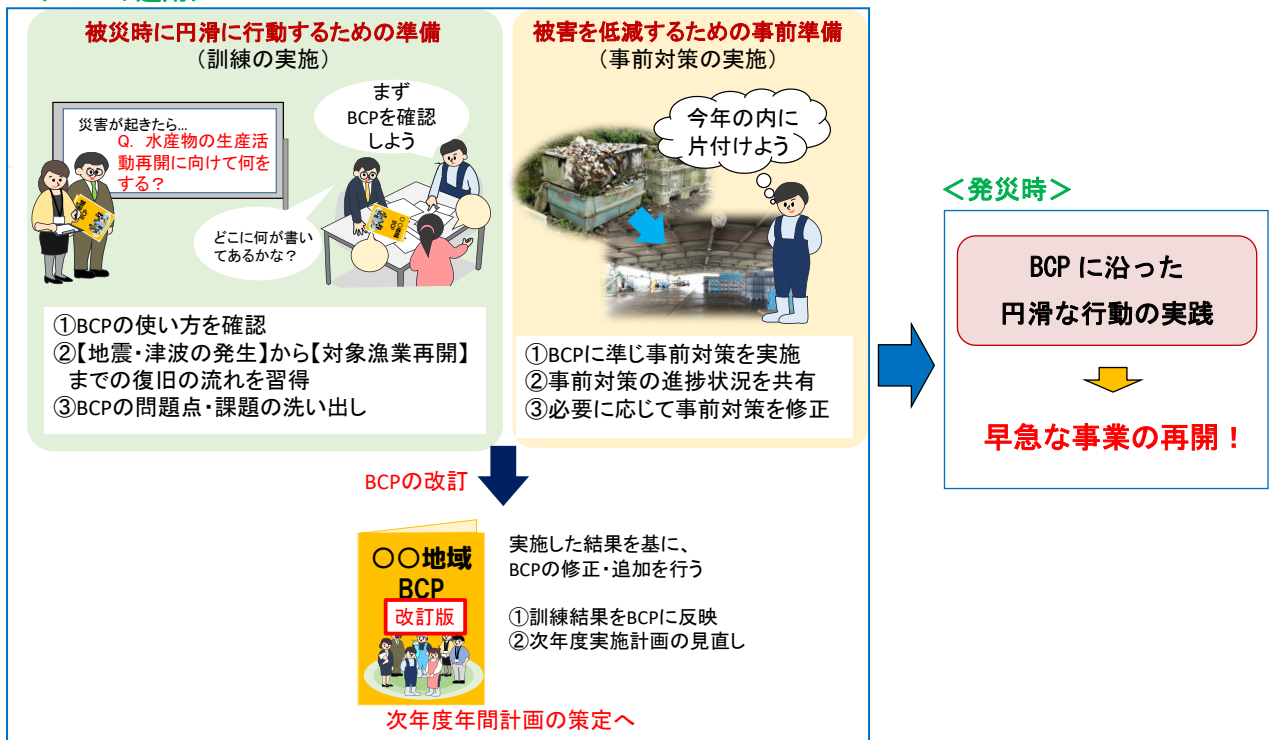 被災時に円滑に行動するための準備
（訓練の実施）
災害が起きたら…
Q. 水産物の生産活
動再開に向けて何を
する？
まず
BCPを確認
しよう
どこに何が書い
てあるかな？
〇〇地域
BCP
①BCPの使い方を確認
②【地震・津波の発生】から【対象漁業再開】
までの復旧の流れを習得
③BCPの問題点・課題の洗い出し
被害を低減するための事前準備
（事前対策の実施）
今年の内に
片付けよう
①BCPに準じ事前対策を実施
②事前対策の進捗状況を共有
③必要に応じて事前対策を修正
BCPの改訂
〇〇地域
BCP
改訂版
実施した結果を基に、
BCPの修正・追加を行う
①訓練結果をBCPに反映
②次年度実施計画の見直し
次年度年間計画の策定へ
＜発災時＞
BCP に沿った
円滑な行動の実践
早急な事業の再開！